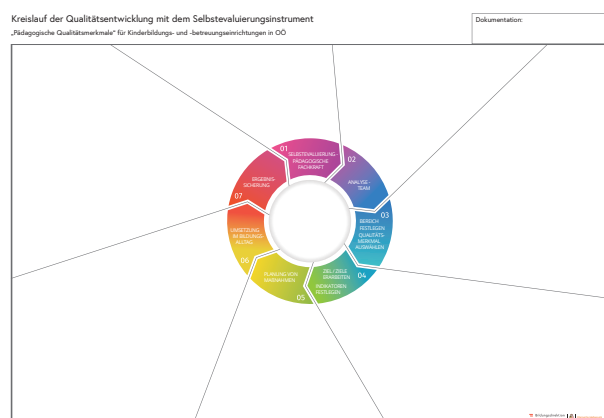 Kreislauf der Qualitätsentwicklung mit dem Selbstevaluierungsinstrument
„Pädagogische Qualitätsmerkmale“ für Kinderbildungs- und -betreuungseinrichtungen in OÖ
Dokumentation:
01
SELBSTEVALUIERUNG
PÄDAGOGISCHE
FACHKRAFT
02
ANALYSE-
TEAM
03
BEREICH
FESTLEGEN
QUALITÄTS-
MERKMAL
AUSWÄHLEN
04
ZIEL / ZIELE
ERARBEITEN
INDIKATOREN
FESTLEGEN
05
PLANUNG VON
MAßNAHMEN
06
UMSETZUNG
IM BILDUNGS-
ALLTAG
07
ERGEBNIS-
SICHERUNG
Bildungsdirektion